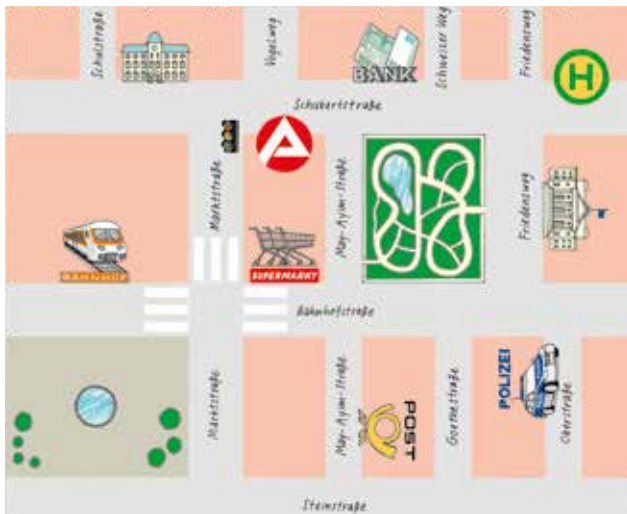 Schulstraße
Vogelweg
BANK
Schweizer Weg
Friedensweg
H
Schubertstraße
Marktstraße
May-Ayim-Straße
Friedensweg
BAHNHOF
SUPERMARKT
Bahnhofstraße
Marktstraße
May-Ayim-Straße
POST
Goethestraße
POLIZEI
Oberstraße
Steinstraße